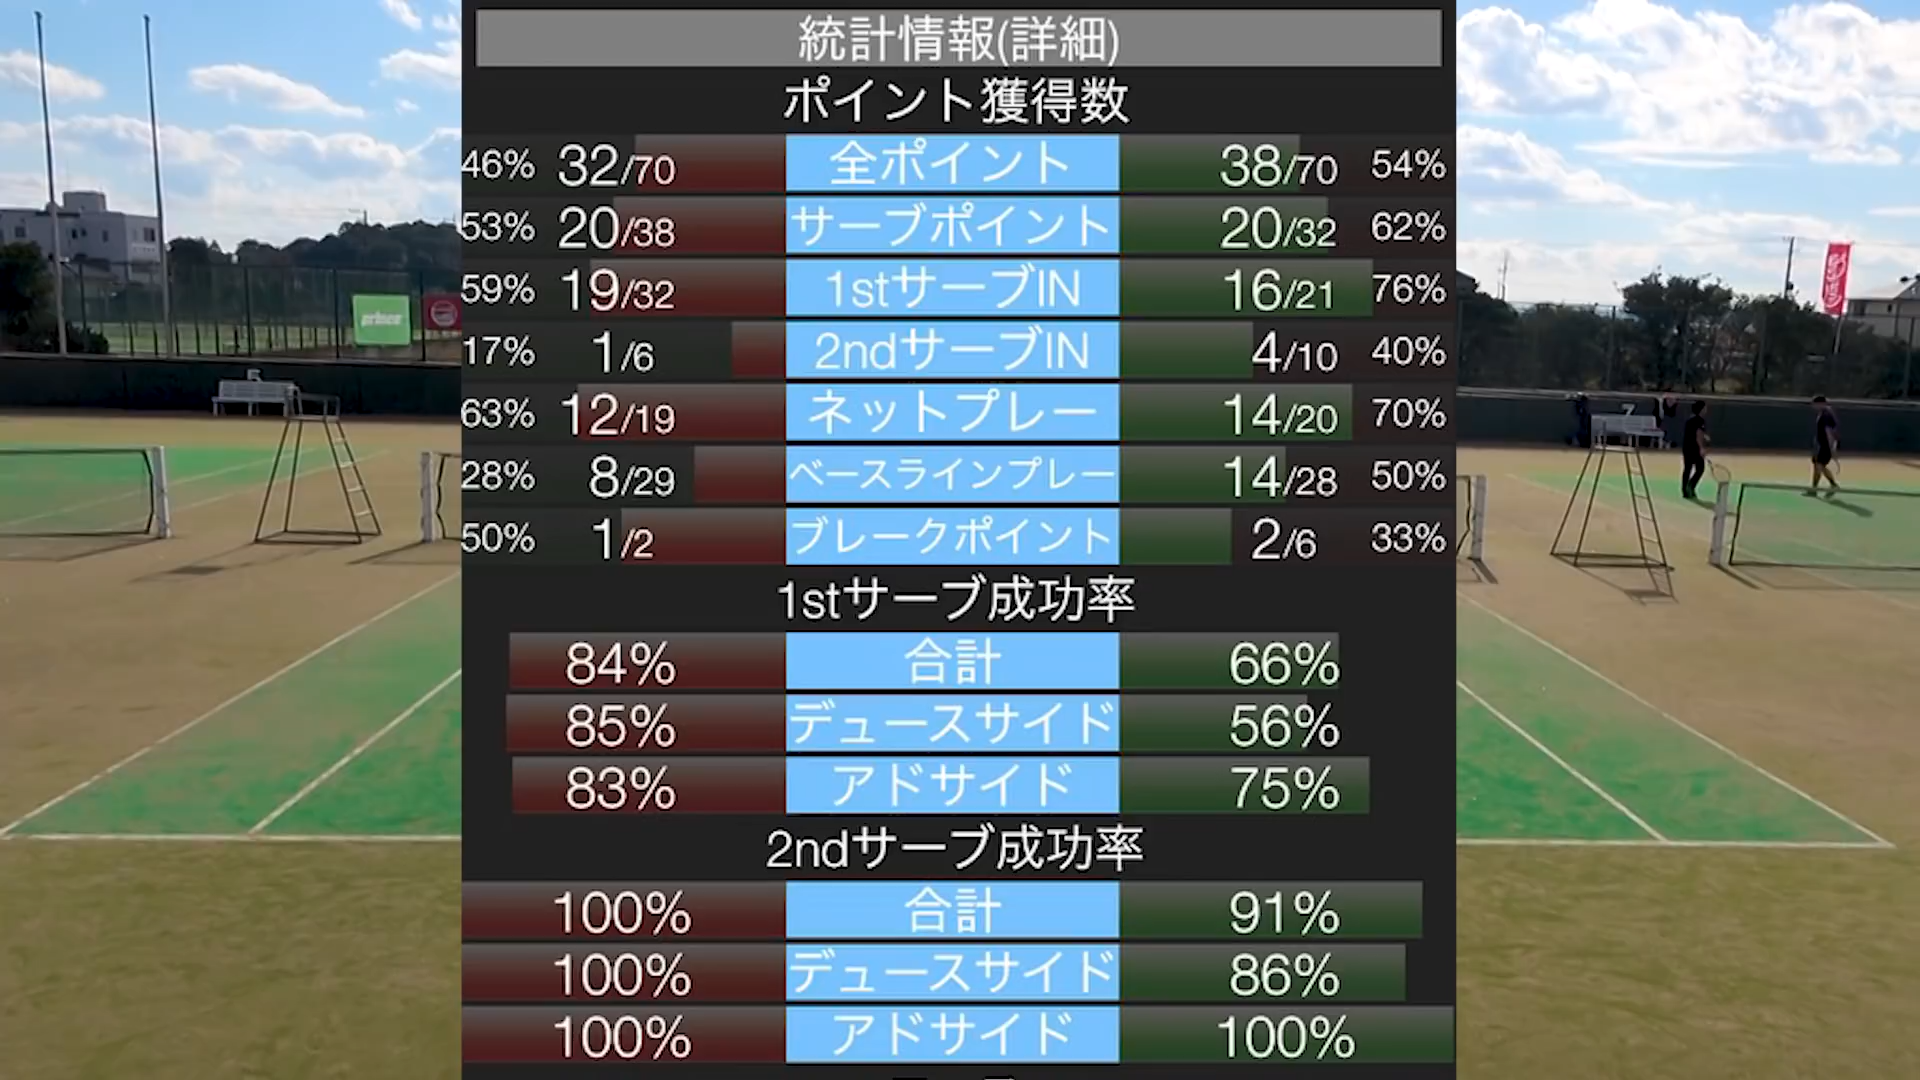 統計情報(詳細)
ポイント獲得数
46% 32/70 全ポイント 38/70 54%
53% 20/38 サーブポイント 20/32 62%
59% 19/32 1stサーブIN 16/21 76%
17% 1/6 2ndサーブIN 4/10 40%
63% 12/19 ネットプレー 14/20 70%
28% 8/29 ベースラインプレー 14/28 50%
50% 1/2 ブレークポイント 2/6 33%
1stサーブ成功率
84% 合計 66%
85% デュースサイド 56%
83% アドサイド 75%
2ndサーブ成功率
100% 合計 91%
100% デュースサイド 86%
100% アドサイド 100%
prince
5
7